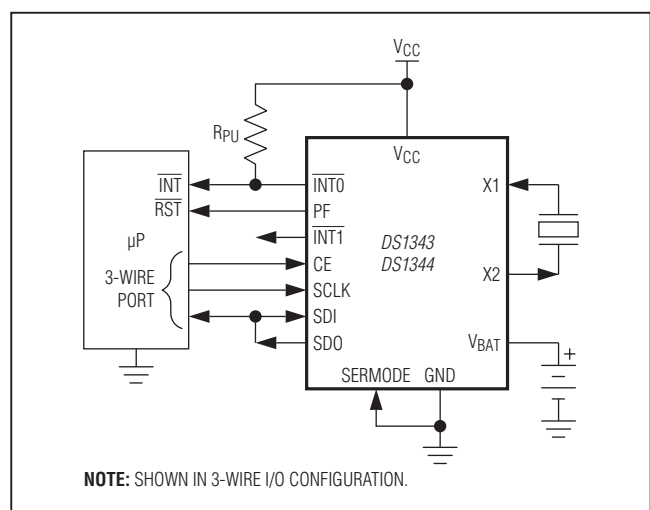 VCC
RPU
VCC
INT
INT0
X1
RST
PF
µP
INT1
DS1343
DS1344
CE
3-WIRE
PORT
SCLK
X2
SDI
SDO
VBAT
+
SERMODE GND
NOTE: SHOWN IN 3-WIRE I/O CONFIGURATION.